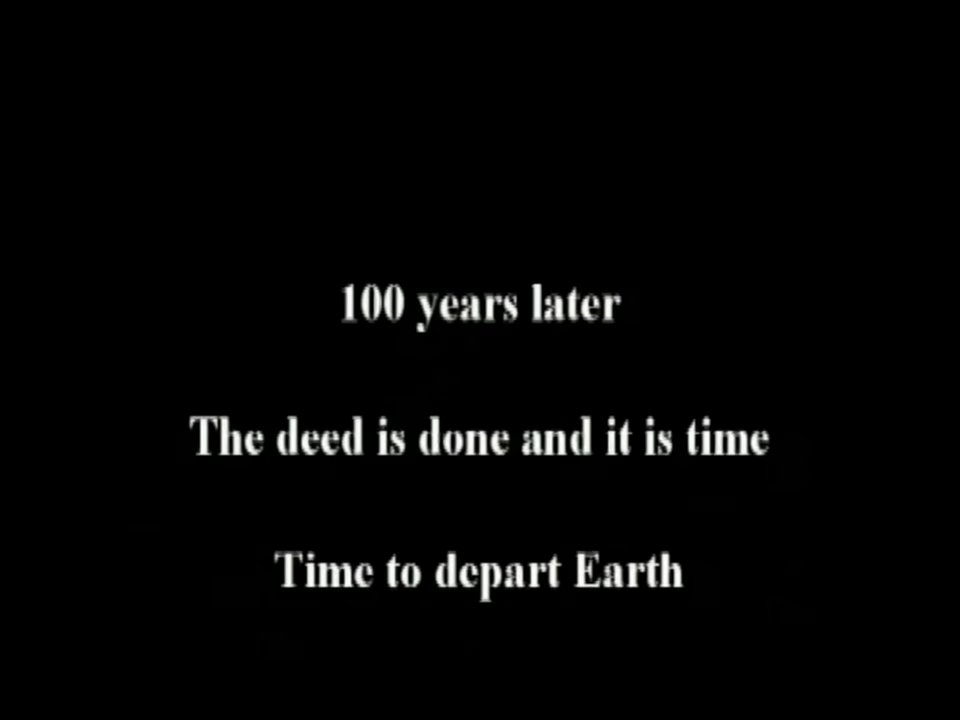 100 years later
The deed is done and it is time
Time to depart Earth